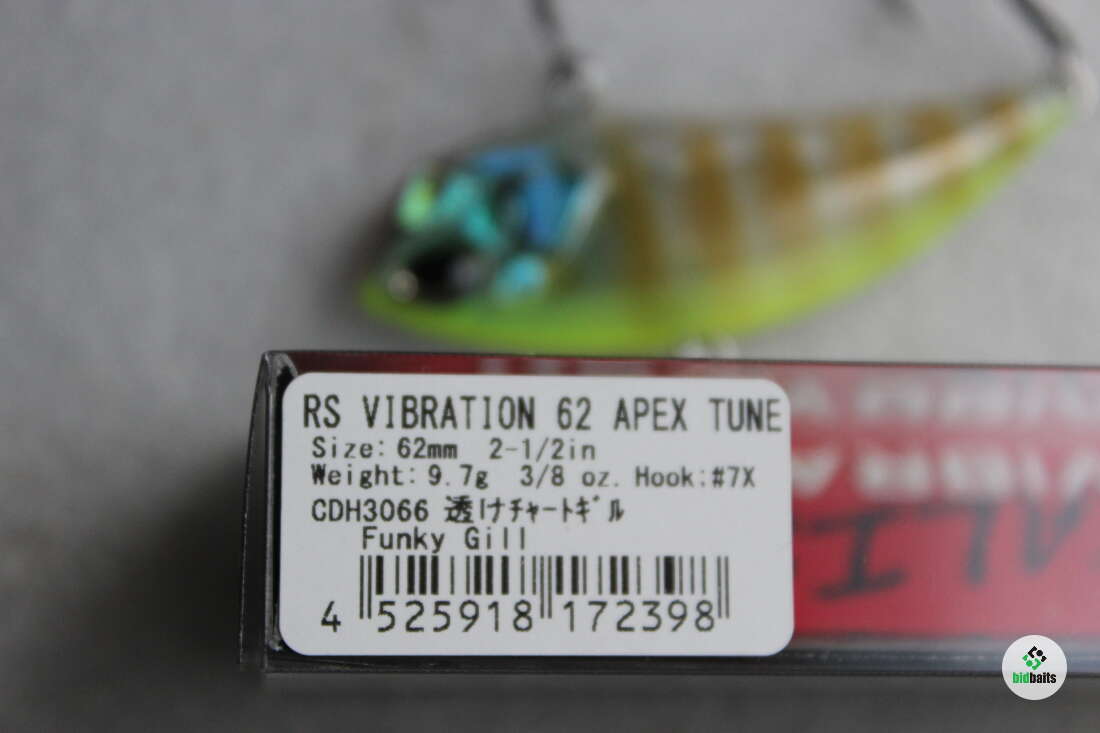 RS VIBRATION 62 APEX TUNE
Size: 62mm 2-1/2in
Weight: 9.7g 3/8 oz. Hook:#7X
CDH3066 透けチャートギル
Funky Gill
4 525918 172398
bidbaits